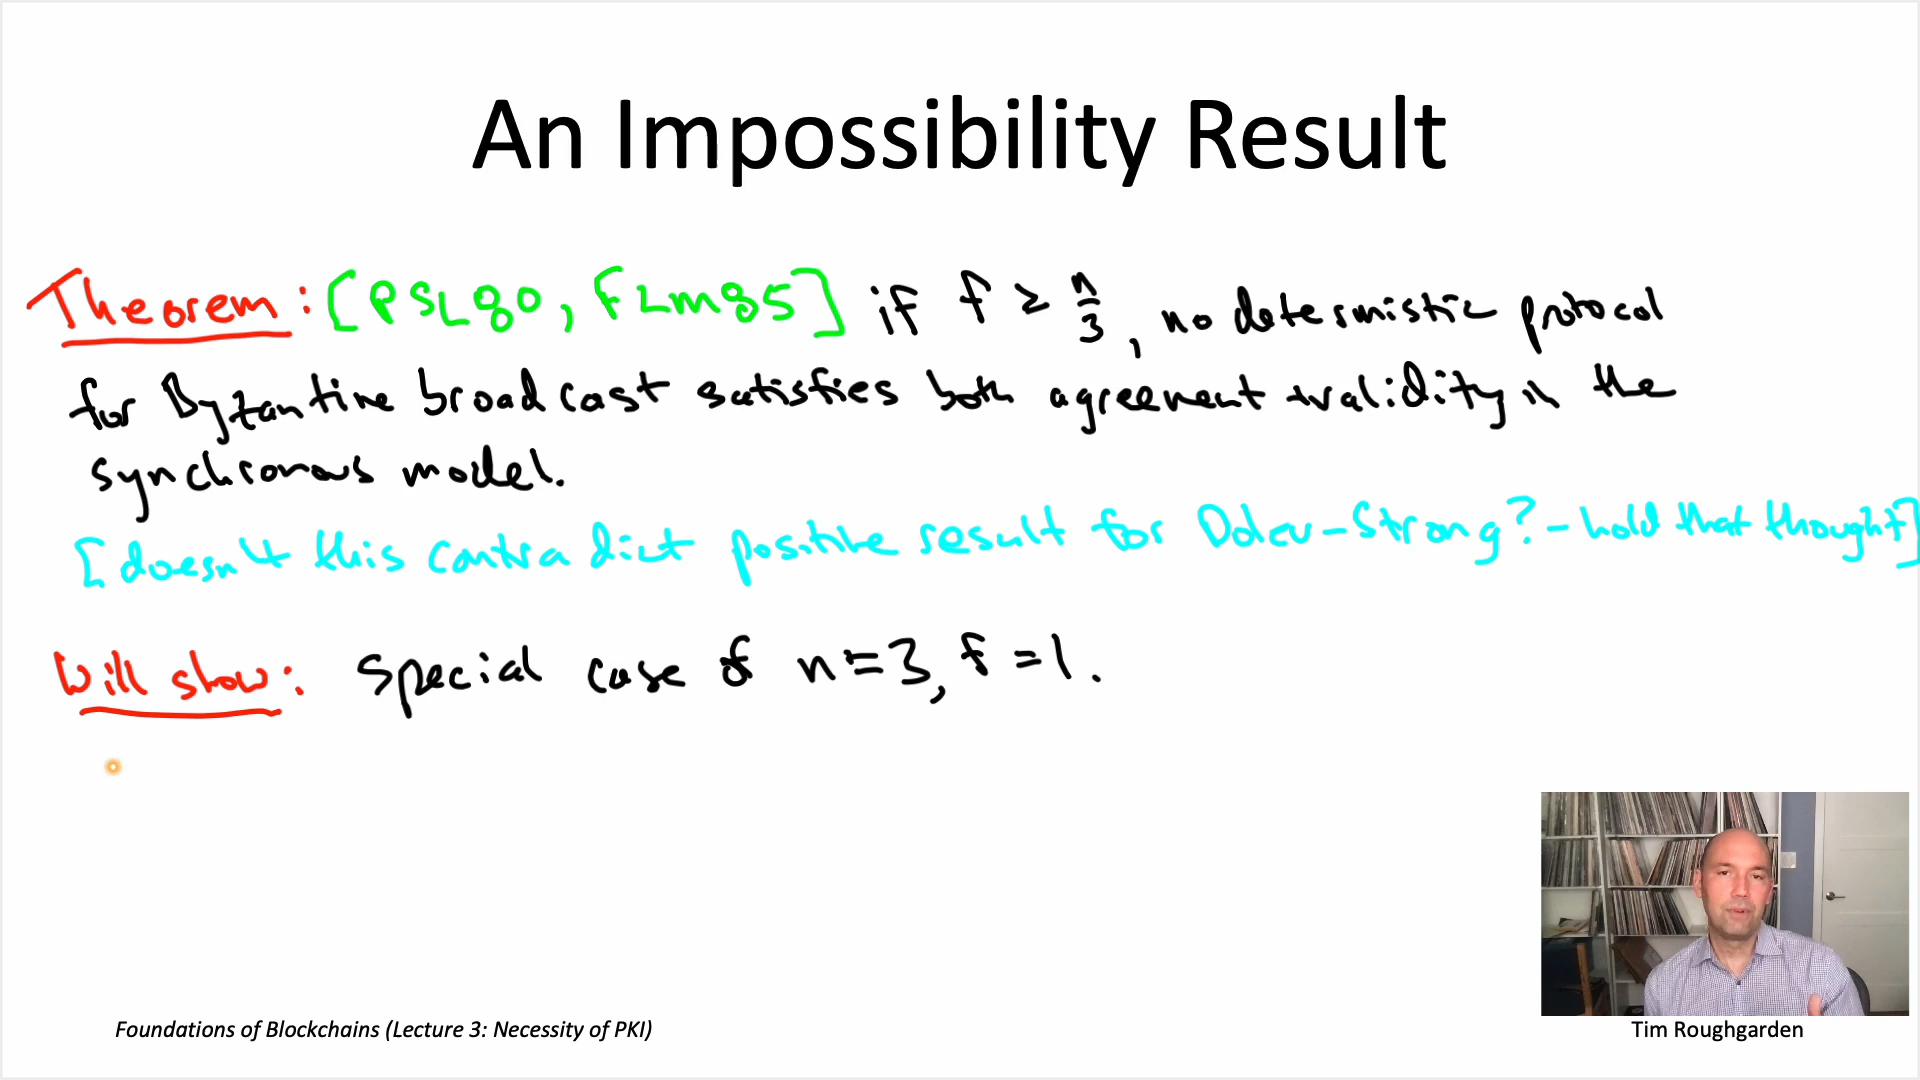 An Impossibility Result
Theorem: [PSL80, FLM85] if f ≥ n/3, no deterministic protocol
for Byzantine broadcast satisfies both agreement + validity in the
synchronous model.
[doesn't this contradict positive result for Dolev-Strong? - hold that thought]
Will show: special case of n=3, f=1.
Foundations of Blockchains (Lecture 3: Necessity of PKI)
Tim Roughgarden